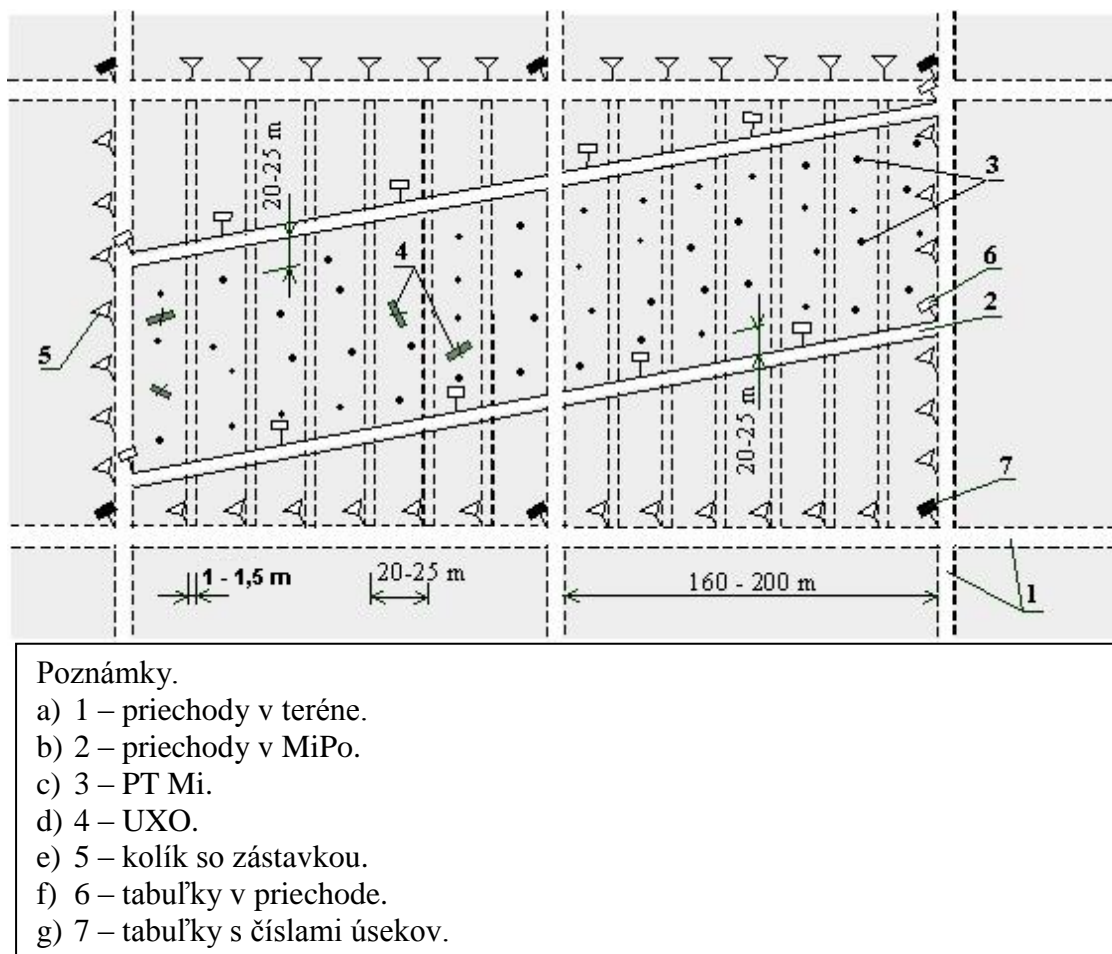 20-25 m
3
4
6
2
5
20-25 m
7
1 - 1,5 m
20-25 m
160 - 200 m
1
Poznámky.
a) 1 – priechody v teréne.
b) 2 – priechody v MiPo.
c) 3 – PT Mi.
d) 4 – UXO.
e) 5 – kolík so zástavkou.
f) 6 – tabuľky v priechode.
g) 7 – tabuľky s číslami úsekov.